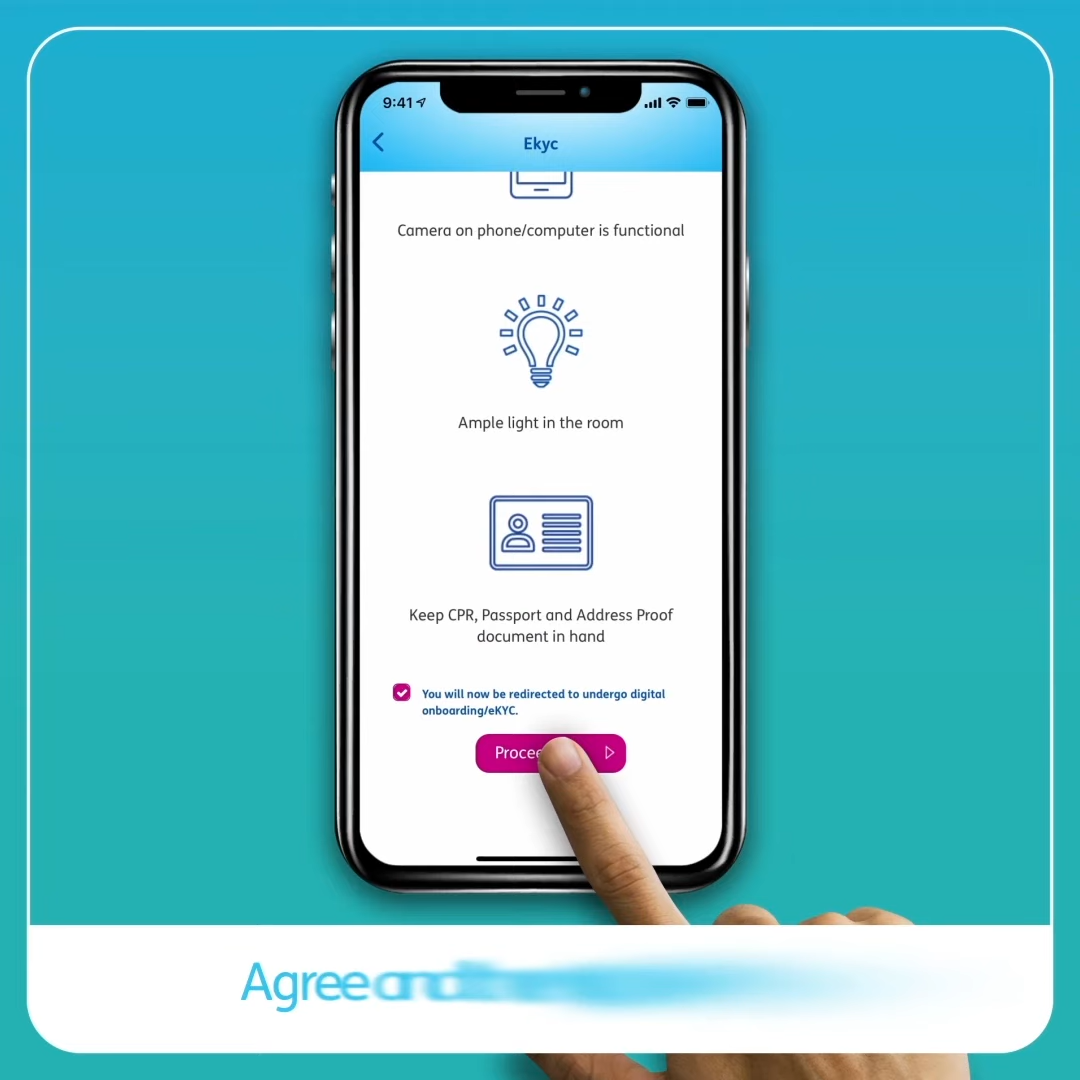 9:41
Ekyc
Camera on phone/computer is functional
Ample light in the room
Keep CPR, Passport and Address Proof
document in hand
You will now be redirected to undergo digital
onboarding/eKYC.
Agree and